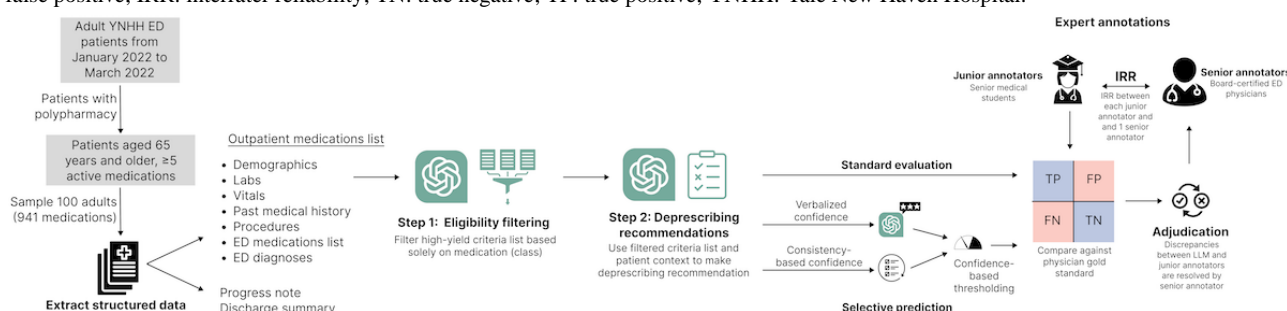 false positive; IRR: interrater reliability; TN: true negative; TP: true positive; YNHH: Yale New Haven Hospital.
Adult YNHH ED
patients from
January 2022 to
March 2022
Patients with
polypharmacy
Patients aged 65
years and older, ≥5
active medications
Sample 100 adults
(941 medications)
Extract structured data
Outpatient medications list
• Demographics
• Labs
• Vitals
• Past medical history
• Procedures
• ED medications list
• ED diagnoses
Progress note
Discharge summary
Step 1: Eligibility filtering
Filter high-yield criteria list based
solely on medication (class)
Step 2: Deprescribing
recommendations
Use filtered criteria list and
patient context to make
deprescribing recommendation
Standard evaluation
Verbalized
confidence
Consistency-
based confidence
Confidence-
based
thresholding
Selective prediction
Expert annotations
Junior annotators
Senior medical
students
IRR
IRR between
each junior
annotator and
and 1 senior
annotator
Senior annotators
Board-certified ED
physicians
TP
FP
FN
TN
Compare against
physician gold
standard
Adjudication
Discrepancies
between LLM and
junior annotators
are resolved by
senior annotator